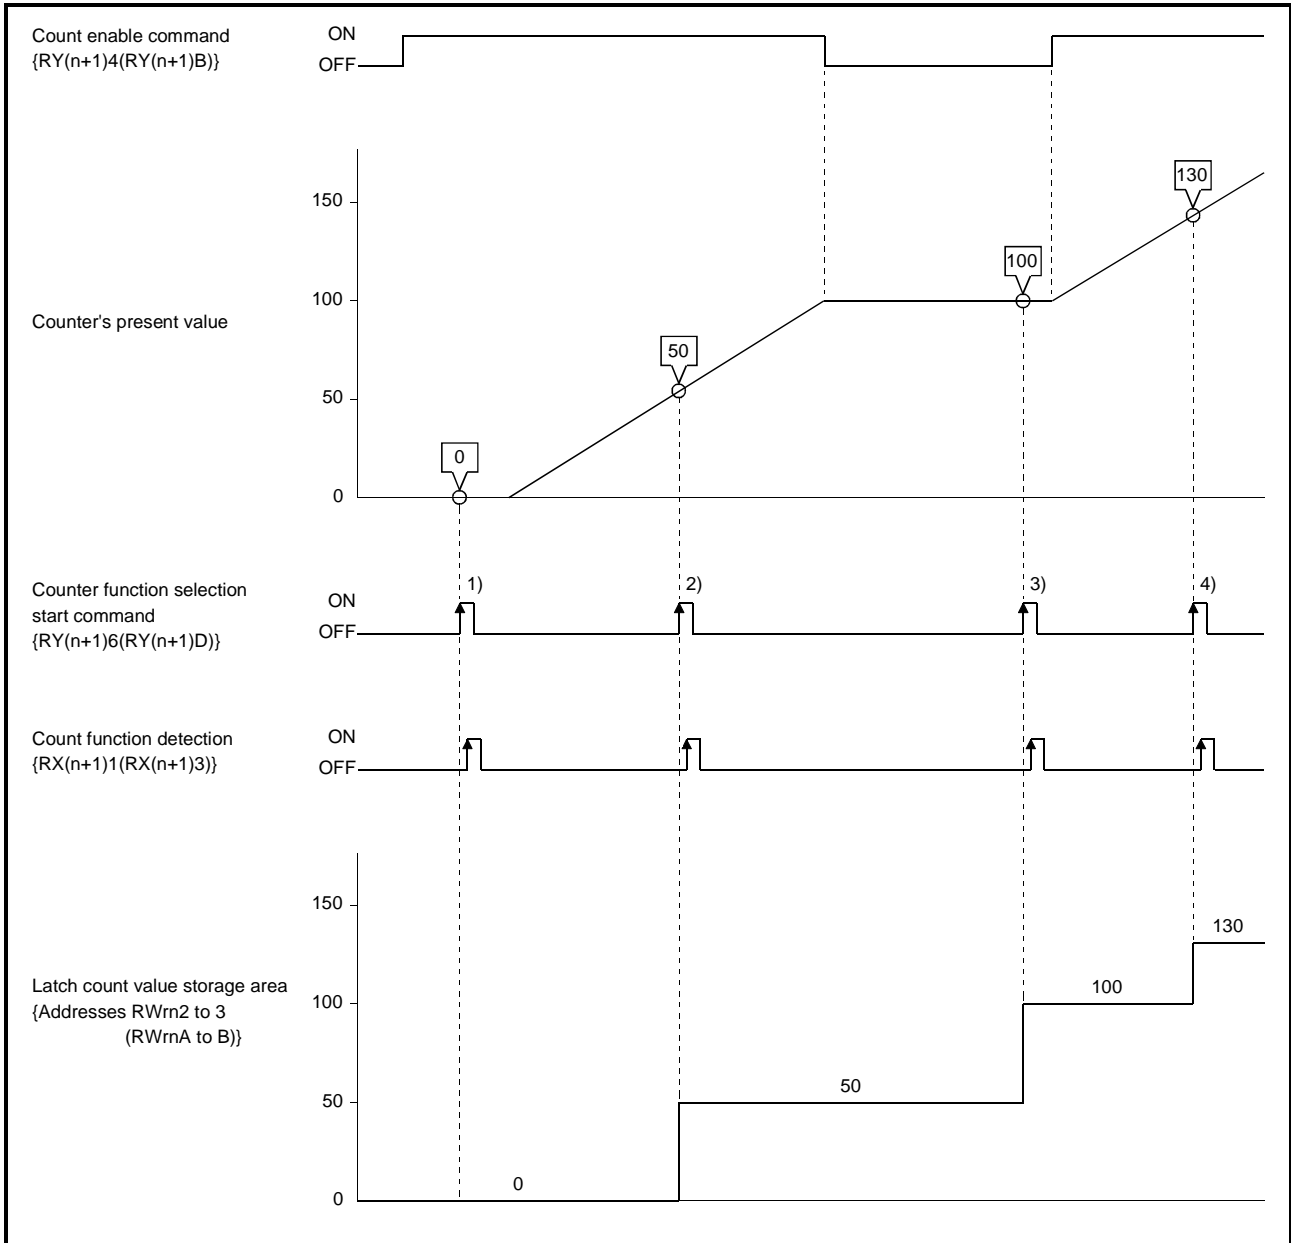 Count enable command
{RY(n+1)4(RY(n+1)B)}
ON
OFF
150
100
50
0
Counter's present value
0
50
100
130
Counter function selection
start command
{RY(n+1)6(RY(n+1)D)}
ON
OFF
1)
2)
3)
4)
Count function detection
{RX(n+1)1(RX(n+1)3)}
ON
OFF
Latch count value storage area
{Addresses RWrn2 to 3
(RWrnA to B)}
150
100
50
0
0
50
100
130